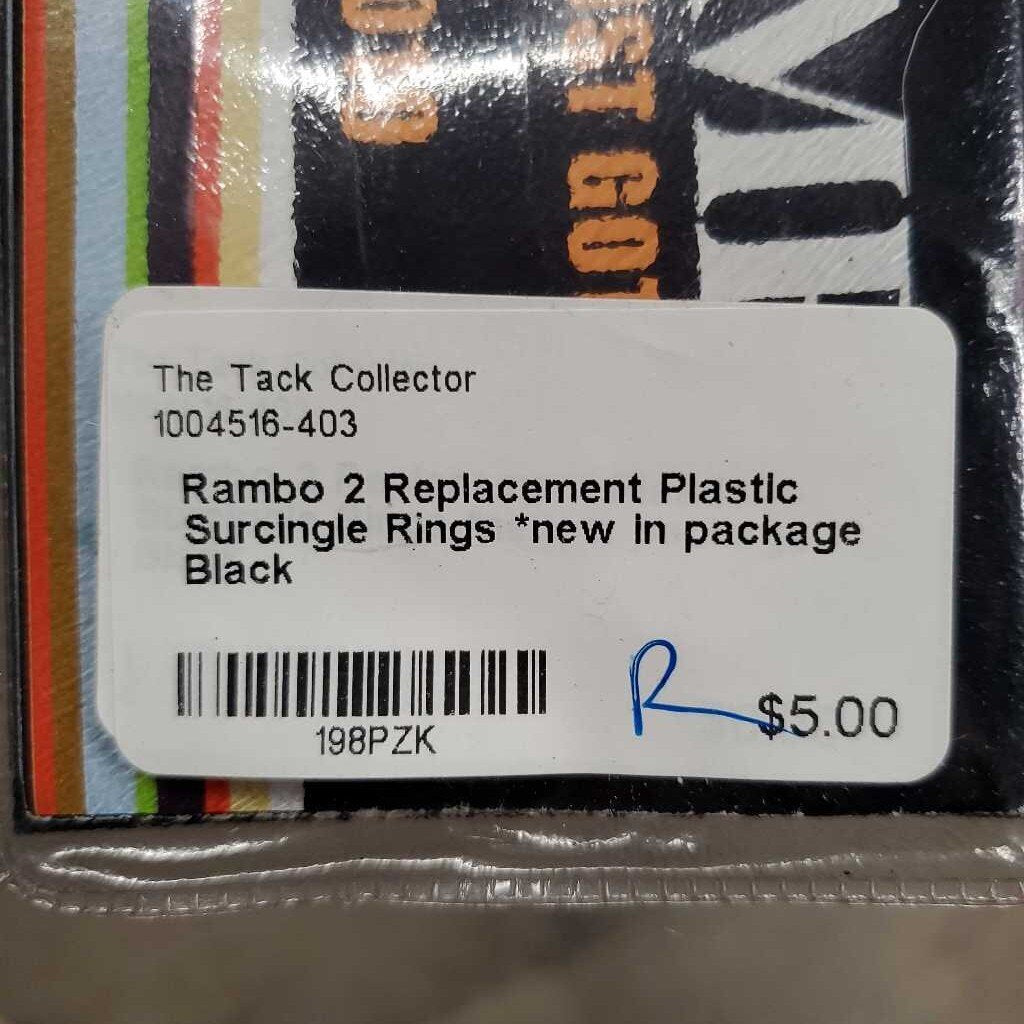 The Tack Collector
1004516-403
Rambo 2 Replacement Plastic
Surcingle Rings *new in package
Black
198PZK
R
$5.00